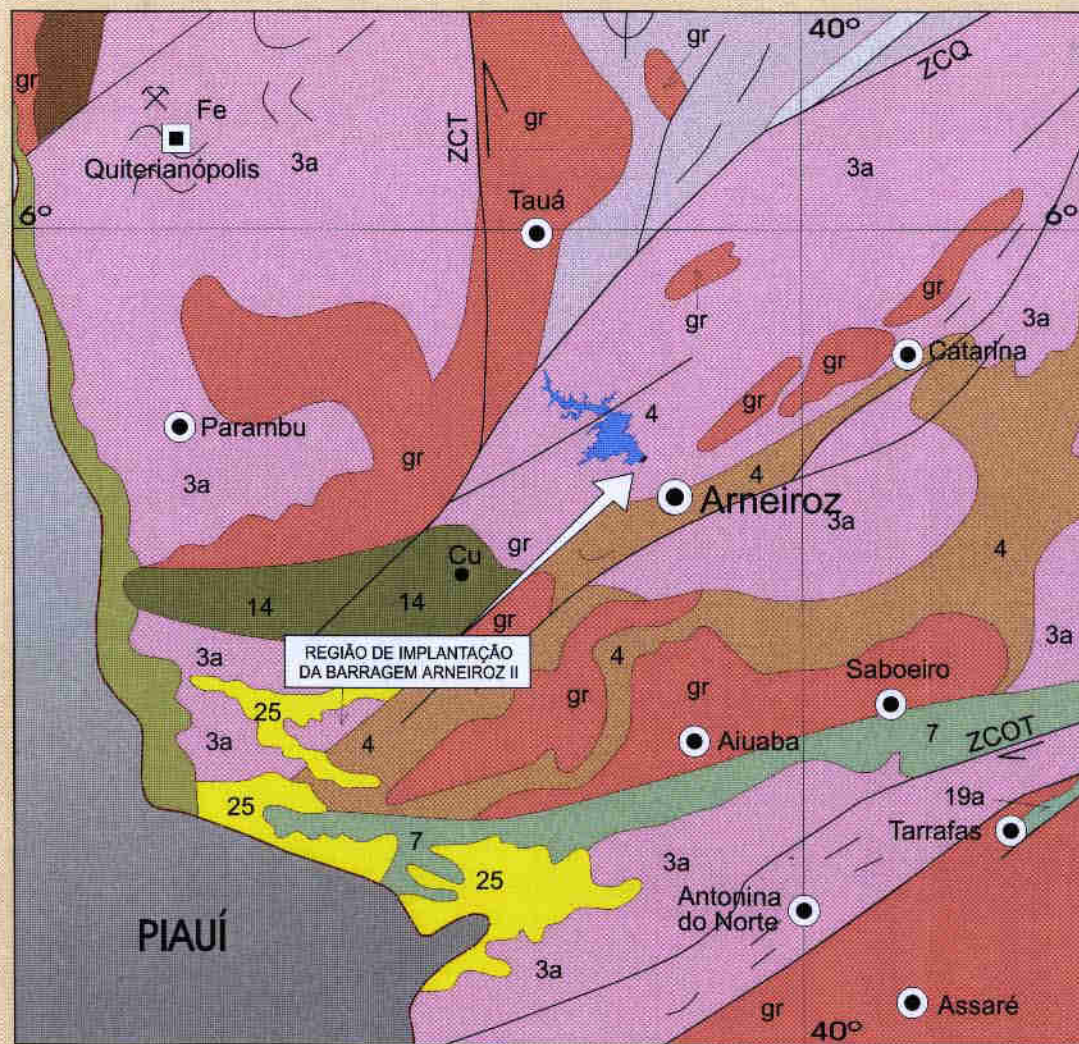 gr
40°
gr
ZCQ
Fe
ZCT
gr
Quiterianópolis
3a
3a
Tauá
6°
6°
gr
gr
3a
Catarina
gr
4
gr
Parambu
gr
4
3a
Arneiroz
3a
gr
Cu
4
14
14
gr
REGIÃO DE IMPLANTAÇÃO
DA BARRAGEM ARNEIROZ II
3a
3a
4
Saboeiro
gr
gr
25
7
3a
4
Aiuaba
ZCOT
25
19a
7
Tarrafas
3a
25
Antonina
do Norte
PIAUÍ
3a
gr
40°
Assaré